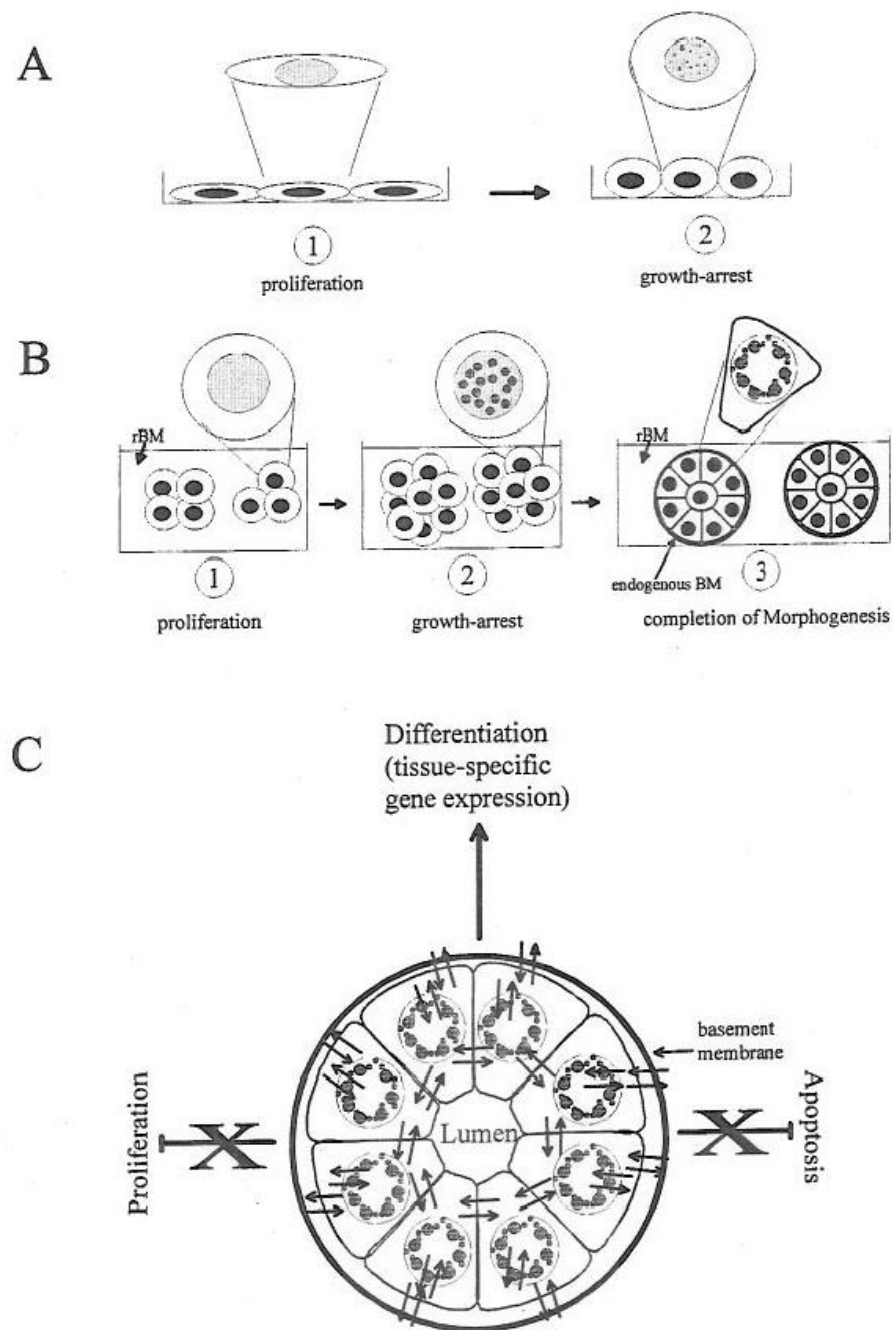 A
1
proliferation
2
growth-arrest
B
rBM
1
proliferation
2
growth-arrest
rBM
endogenous BM
3
completion of Morphogenesis
C
Differentiation
(tissue-specific
gene expression)
basement
membrane
Proliferation
X
Lumen
X
Apoptosis